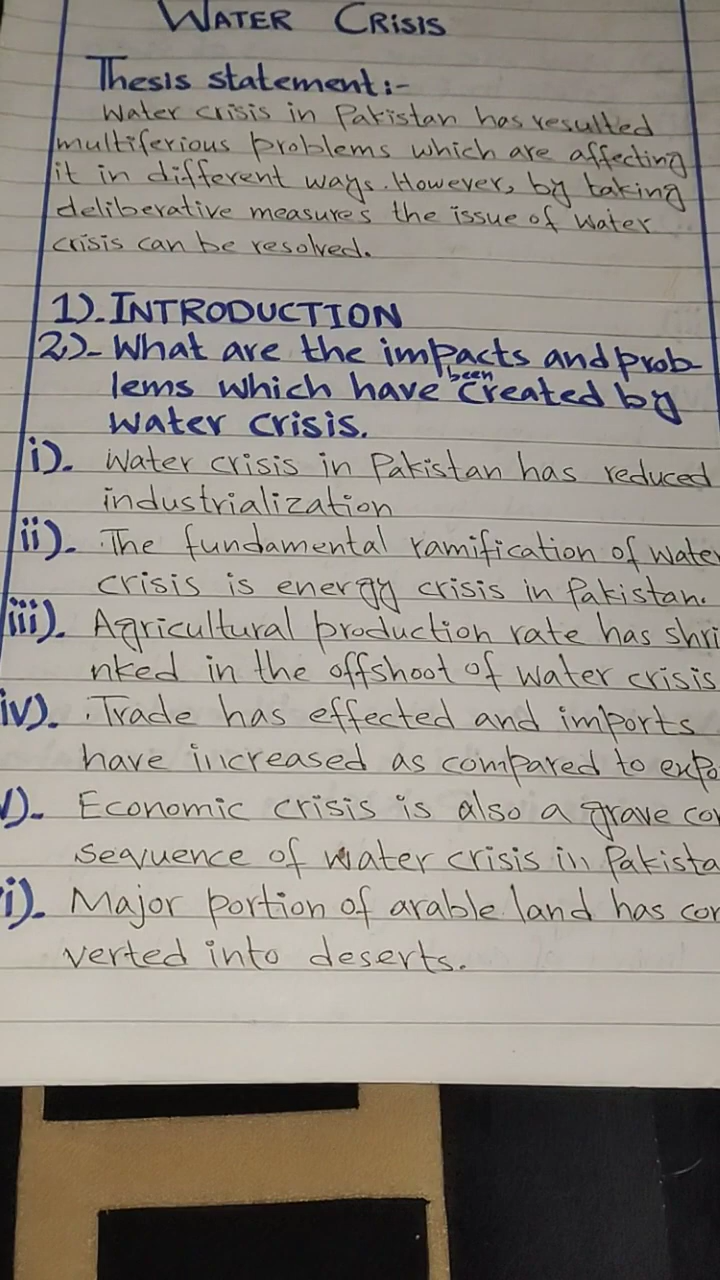 WATER CRISIS
Thesis statement:-
Water crisis in Pakistan has resulted
multiferious problems which are affecting
it in different ways. However, by taking
deliberative measures the issue of water
crisis can be resolved.
1). INTRODUCTION
2)- What are the impacts and prob-
lems which have been created by
water crisis.
i). Water crisis in Pakistan has reduced
industrialization
ii). The fundamental ramification of water
crisis is energy crisis in Pakistan.
iii). Agricultural production rate has shri
nked in the offshoot of water crisis
iv). Trade has effected and imports
have increased as compared to expo
v). Economic crisis is also a grave con
sequence of water crisis in Pakista
i). Major portion of arable land has con
verted into deserts.